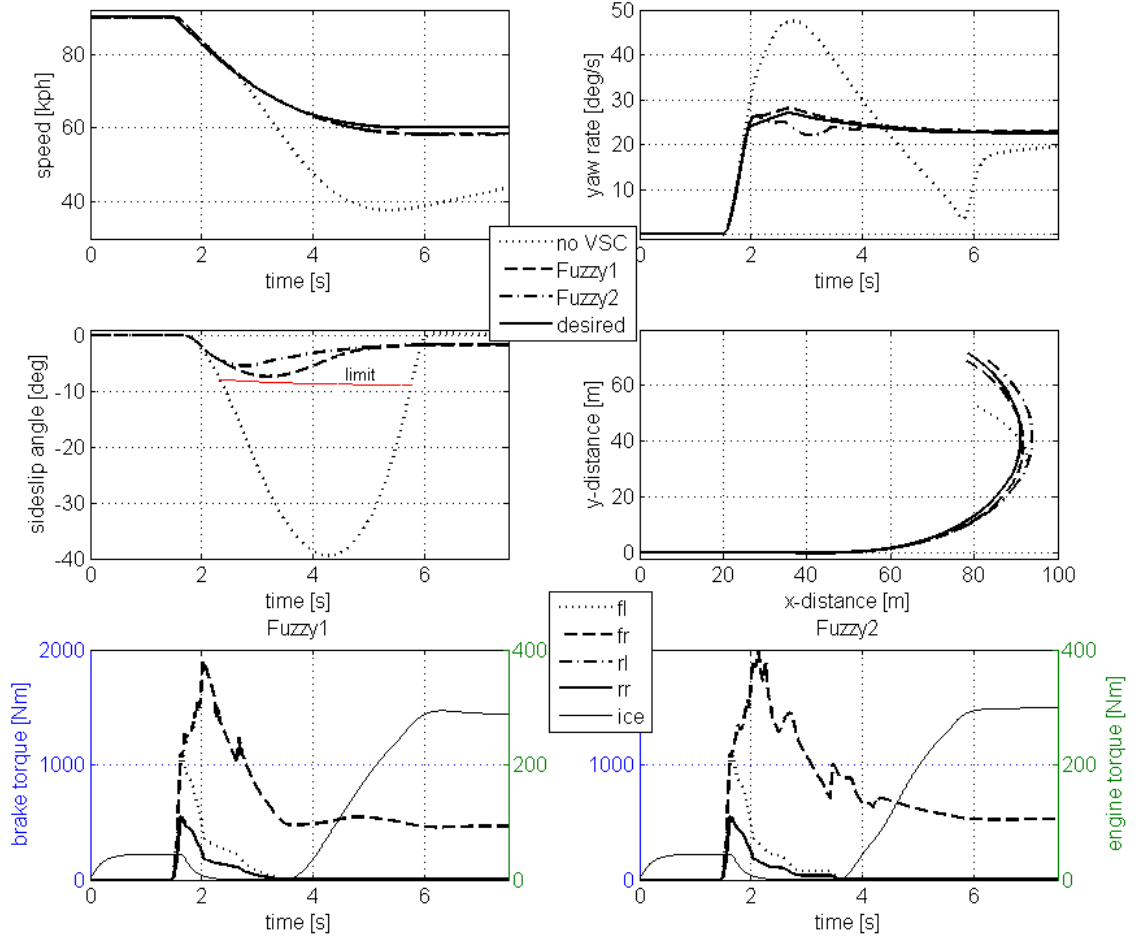 speed [kph]
80
60
40
0
2
4
6
time [s]
yaw rate [deg/s]
50
40
30
20
10
0
2
4
6
time [s]
no VSC
Fuzzy1
Fuzzy2
desired
sideslip angle [deg]
0
-10
-20
-30
-40
limit
0
2
4
6
time [s]
y-distance [m]
60
40
20
0
0
20
40
60
80
100
x-distance [m]
fl
fr
rl
rr
ice
Fuzzy1
brake torque [Nm]
2000
1000
0
400
200
0
0
2
4
6
time [s]
Fuzzy2
2000
1000
0
400
200
0
engine torque [Nm]
0
2
4
6
time [s]